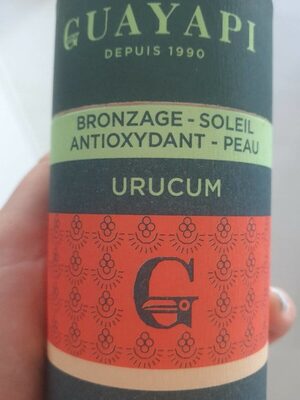 GUAYAPI
DEPUIS 1990
BRONZAGE - SOLEIL
ANTIOXYDANT - PEAU
URUCUM
G